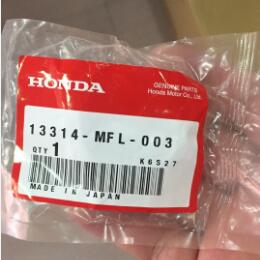 HONDA
GENUINE PARTS
Honda Motor Co., Ltd.
13314-MFL-003
QTY 1
K6S27
MADE IN JAPAN